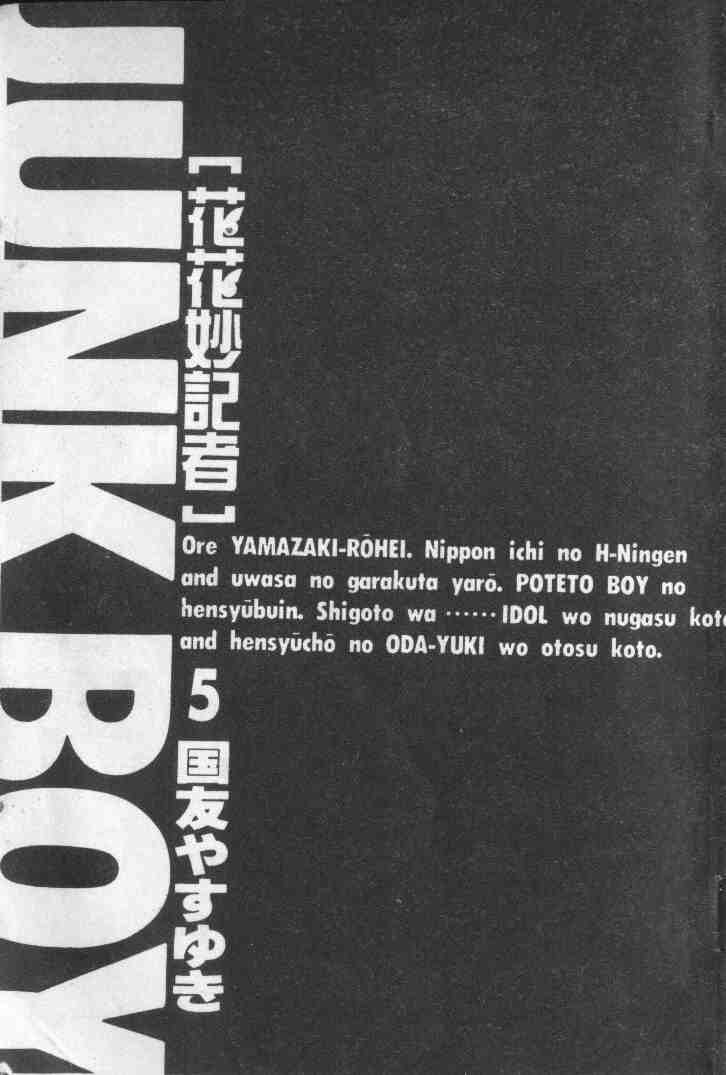 JUNK BOY
【花花妙記者】
Ore YAMAZAKI-RŌHEI. Nippon ichi no H-Ningen
and uwasa no garakuta yarō. POTETO BOY no
hensyūbuin. Shigoto wa ……IDOL wo nugasu koto
and hensyūchō no ODA-YUKI wo otosu koto.
5
国友やすゆき